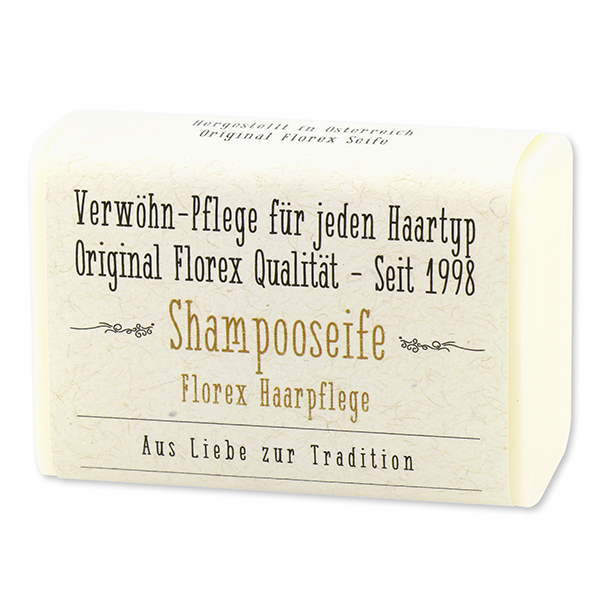 Hergestellt in Österreich
Original Florex Seife
Verwöhn-Pflege für jeden Haartyp
Original Florex Qualität - Seit 1998
Shampooseife
Florex Haarpflege
Aus Liebe zur Tradition